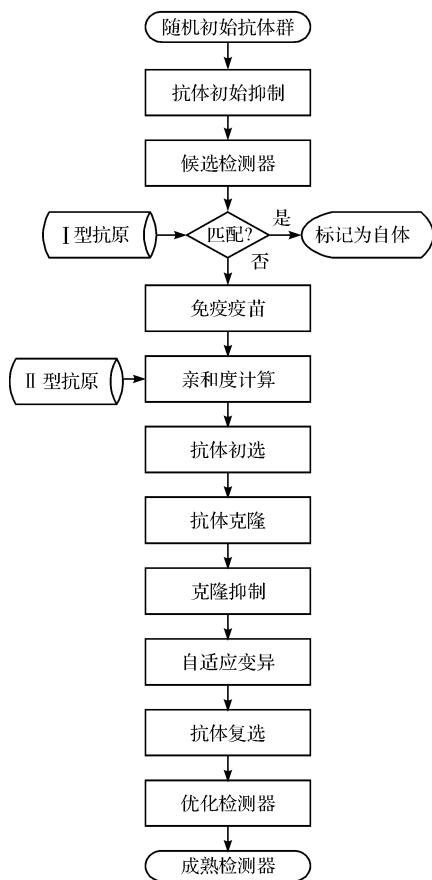 随机初始抗体群
抗体初始抑制
候选检测器
Ⅰ型抗原
匹配?
是
标记为自体
否
免疫疫苗
Ⅱ型抗原
亲和度计算
抗体初选
抗体克隆
克隆抑制
自适应变异
抗体复选
优化检测器
成熟检测器